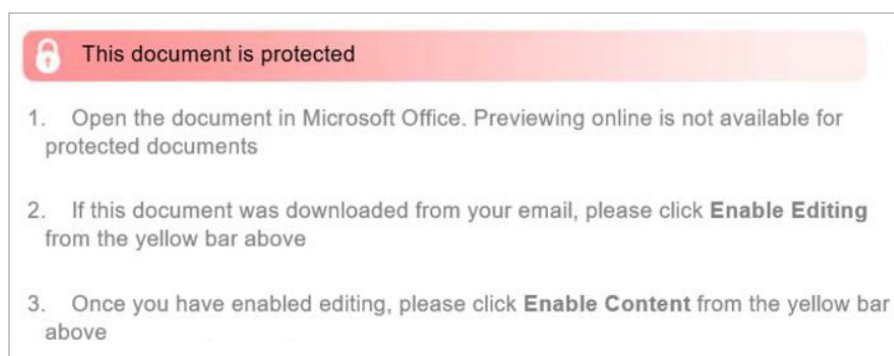 This document is protected
1. Open the document in Microsoft Office. Previewing online is not available for
protected documents
2. If this document was downloaded from your email, please click Enable Editing
from the yellow bar above
3. Once you have enabled editing, please click Enable Content from the yellow bar
above